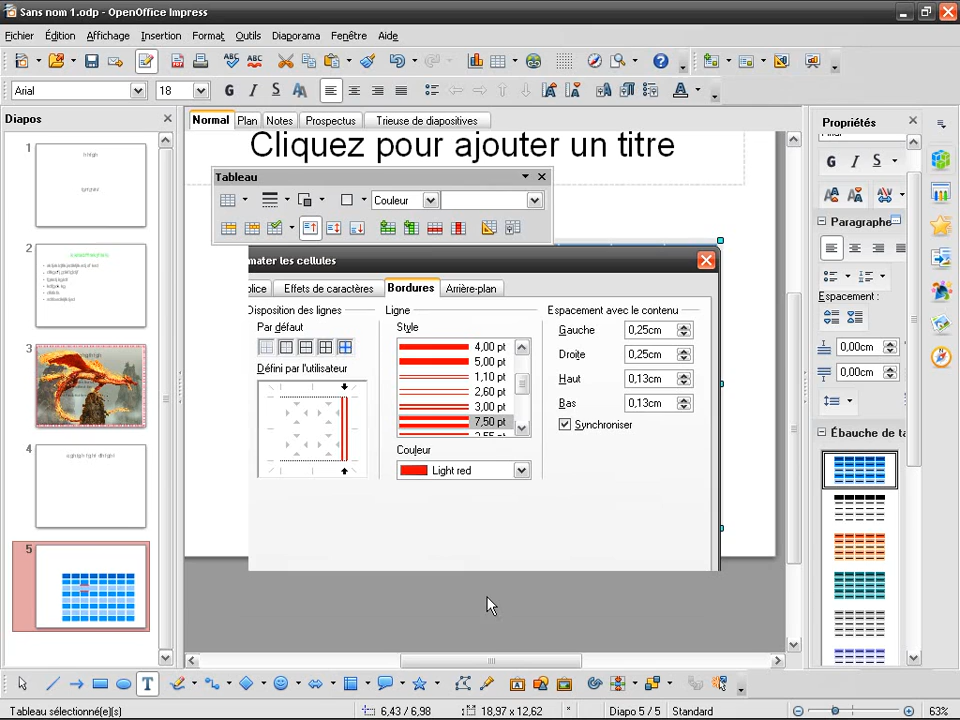 Sans nom 1.odp - OpenOffice Impress
Fichier Édition Affichage Insertion Format Outils Diaporama Fenêtre Aide
Arial 18
Diapos
Normal Plan Notes Prospectus Trieuse de diapositives
Propriétés
Cliquez pour ajouter un titre
Tableau
Couleur
mater les cellules
olice Effets de caractères Bordures Arrière-plan
Disposition des lignes
Par défaut
Défini par l'utilisateur
Ligne
Style
4,00 pt
5,00 pt
1,10 pt
2,60 pt
3,00 pt
7,50 pt
Couleur
Light red
Espacement avec le contenu
Gauche 0,25cm
Droite 0,25cm
Haut 0,13cm
Bas 0,13cm
Synchroniser
Paragraphe
Espacement :
0,00cm
0,00cm
Ébauche de ta
1
2
3
4
5
Tableau sélectionné(e)(s) 6,43 / 6,98 18,97 x 12,62 * Diapo 5 / 5 Standard 63%